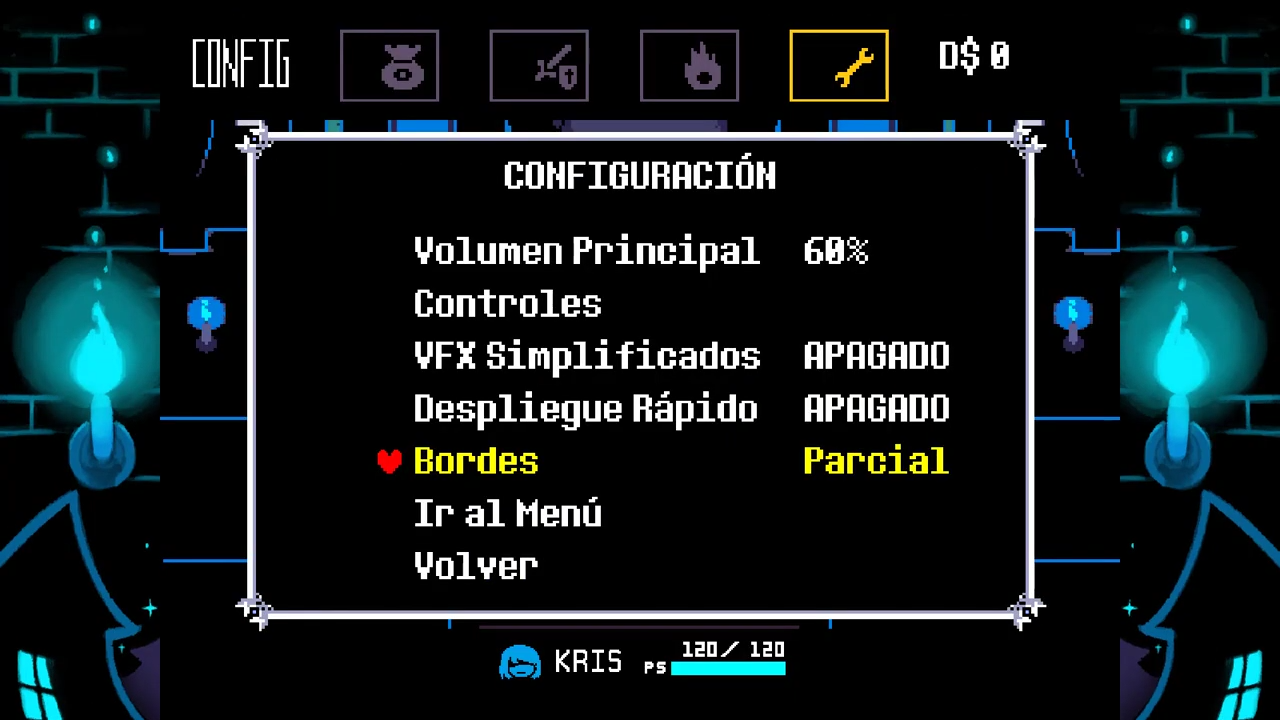 CONFIG
D$ 0
CONFIGURACIÓN
Volumen Principal 60%
Controles
VFX Simplificados APAGADO
Despliegue Rápido APAGADO
Bordes Parcial
Ir al Menú
Volver
KRIS PS 120/ 120